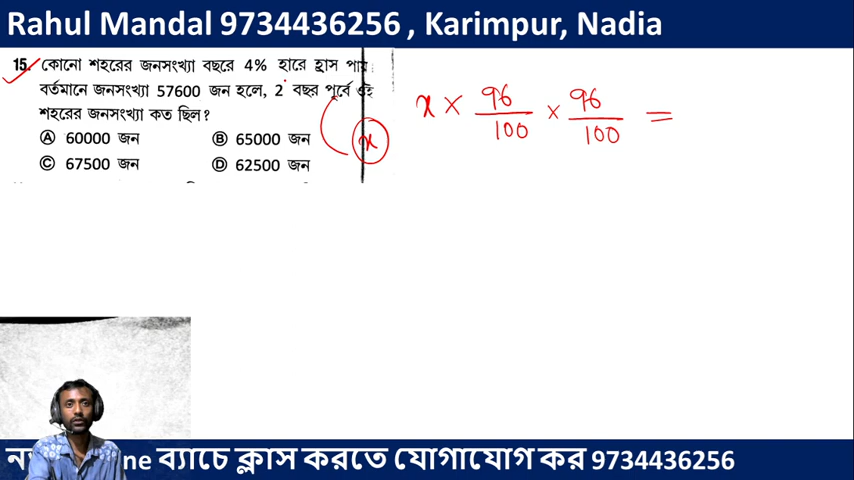 Rahul Mandal 9734436256 , Karimpur, Nadia
15. কোনো শহরের জনসংখ্যা বছরে 4% হারে হ্রাস পায়
বর্তমানে জনসংখ্যা 57600 জন হলে, 2 বছর পূর্বে ওই
শহরের জনসংখ্যা কত ছিল?
Ⓐ 60000 জন Ⓑ 65000 জন
Ⓒ 67500 জন Ⓓ 62500 জন
x
x × 96/100 × 96/100 =
ne ব্যাচে ক্লাস করতে যোগাযোগ কর 9734436256